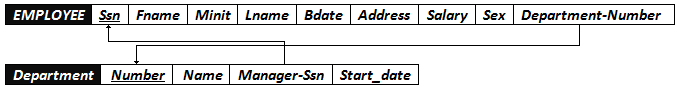 EMPLOYEE Ssn Fname Minit Lname Bdate Address Salary Sex Department-Number
Department Number Name Manager-Ssn Start_date